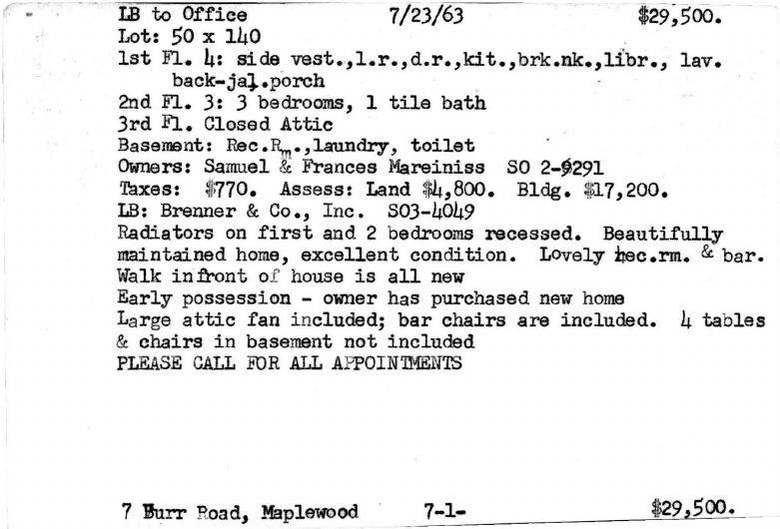 LB to Office 7/23/63 $29,500.
Lot: 50 x 140
1st Fl. 4: side vest.,l.r.,d.r.,kit.,brk.nk.,libr., lav.
back-jal.porch
2nd Fl. 3: 3 bedrooms, 1 tile bath
3rd Fl. Closed Attic
Basement: Rec.Rm.,laundry, toilet
Owners: Samuel & Frances Mareiniss SO 2-9291
Taxes: $770. Assess: Land $4,800. Bldg. $17,200.
LB: Brenner & Co., Inc. SO3-4049
Radiators on first and 2 bedrooms recessed. Beautifully
maintained home, excellent condition. Lovely rec.rm. & bar.
Walk infront of house is all new
Early possession - owner has purchased new home
Large attic fan included; bar chairs are included. 4 tables
& chairs in basement not included
PLEASE CALL FOR ALL APPOINTMENTS
7 Burr Road, Maplewood 7-1- $29,500.